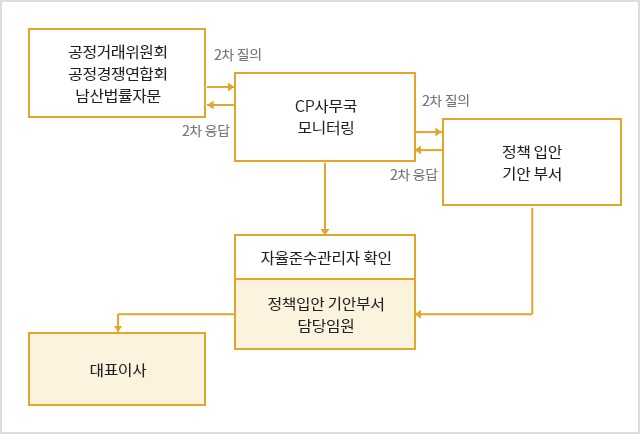 공정거래위원회
공정경쟁연합회
남산법률자문
2차 질의
2차 응답
CP사무국
모니터링
2차 질의
2차 응답
정책 입안
기안 부서
자율준수관리자 확인
정책입안 기안부서
담당임원
대표이사